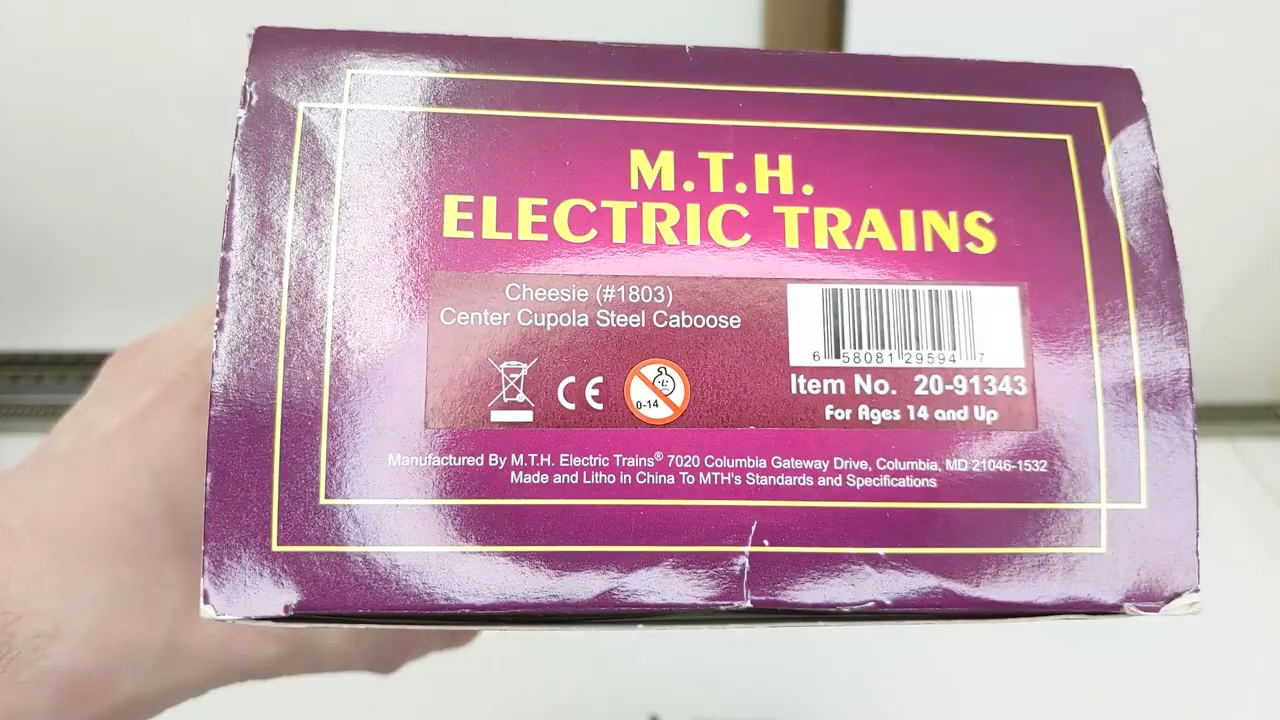 M.T.H.
ELECTRIC TRAINS
Cheesie (#1803)
Center Cupola Steel Caboose
6 58081 29594 7
0-14
Item No. 20-91343
For Ages 14 and Up
Manufactured By M.T.H. Electric Trains® 7020 Columbia Gateway Drive, Columbia, MD 21046-1532
Made and Litho in China To MTH's Standards and Specifications